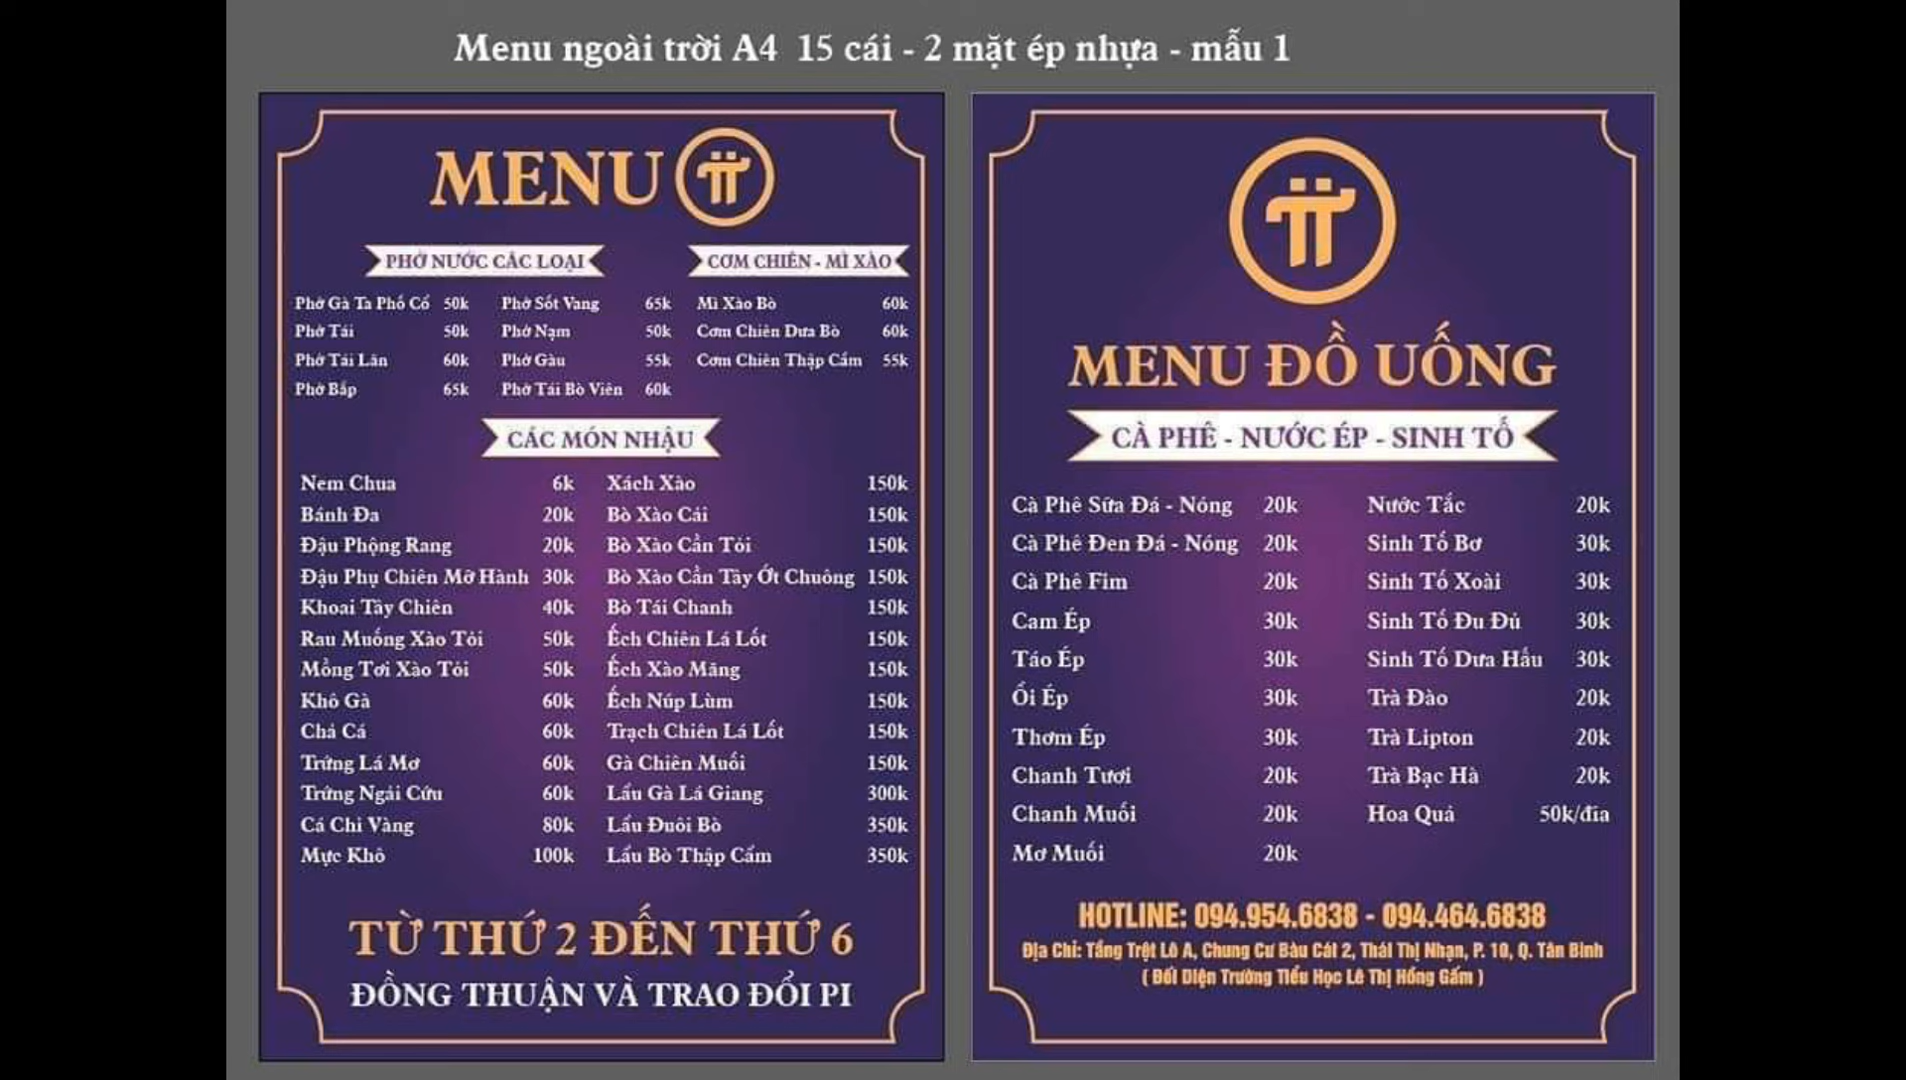 Menu ngoài trời A4 15 cái - 2 mặt ép nhựa - mẫu 1
MENU
PHỞ NƯỚC CÁC LOẠI
Phở Gà Ta Phố Cổ 50k Phở Sốt Vang 65k
Phở Tái 50k Phở Nạm 50k
Phở Tái Lăn 60k Phở Gàu 55k
Phở Bắp 65k Phở Tái Bò Viên 60k
CƠM CHIÊN - MÌ XÀO
Mì Xào Bò 60k
Cơm Chiên Dưa Bò 60k
Cơm Chiên Thập Cẩm 55k
CÁC MÓN NHẬU
Nem Chua 6k Xách Xào 150k
Bánh Đa 20k Bò Xào Cải 150k
Đậu Phộng Rang 20k Bò Xào Cần Tỏi 150k
Đậu Phụ Chiên Mỡ Hành 30k Bò Xào Cần Tây Ớt Chuông 150k
Khoai Tây Chiên 40k Bò Tái Chanh 150k
Rau Muống Xào Tỏi 50k Ếch Chiên Lá Lốt 150k
Mồng Tơi Xào Tỏi 50k Ếch Xào Măng 150k
Khô Gà 60k Ếch Núp Lùm 150k
Chả Cá 60k Trạch Chiên Lá Lốt 150k
Trứng Lá Mơ 60k Gà Chiên Muối 150k
Trứng Ngải Cứu 60k Lẩu Gà Lá Giang 300k
Cá Chỉ Vàng 80k Lẩu Đuôi Bò 350k
Mực Khô 100k Lẩu Bò Thập Cẩm 350k
TỪ THỨ 2 ĐẾN THỨ 6
ĐỒNG THUẬN VÀ TRAO ĐỔI PI
MENU ĐỒ UỐNG
CÀ PHÊ - NƯỚC ÉP - SINH TỐ
Cà Phê Sữa Đá - Nóng 20k Nước Tắc 20k
Cà Phê Đen Đá - Nóng 20k Sinh Tố Bơ 30k
Cà Phê Fim 20k Sinh Tố Xoài 30k
Cam Ép 30k Sinh Tố Đu Đủ 30k
Táo Ép 30k Sinh Tố Dưa Hấu 30k
Ổi Ép 30k Trà Đào 20k
Thơm Ép 30k Trà Lipton 20k
Chanh Tươi 20k Trà Bạc Hà 20k
Chanh Muối 20k Hoa Quả 50k/đĩa
Mơ Muối 20k
HOTLINE: 094.954.6838 - 094.464.6838
Địa Chỉ: Tầng Trệt Lô A, Chung Cư Bàu Cát 2, Thái Thị Nhạn, P. 10, Q. Tân Bình
( Đối Diện Trường Tiểu Học Lê Thị Hồng Gấm )